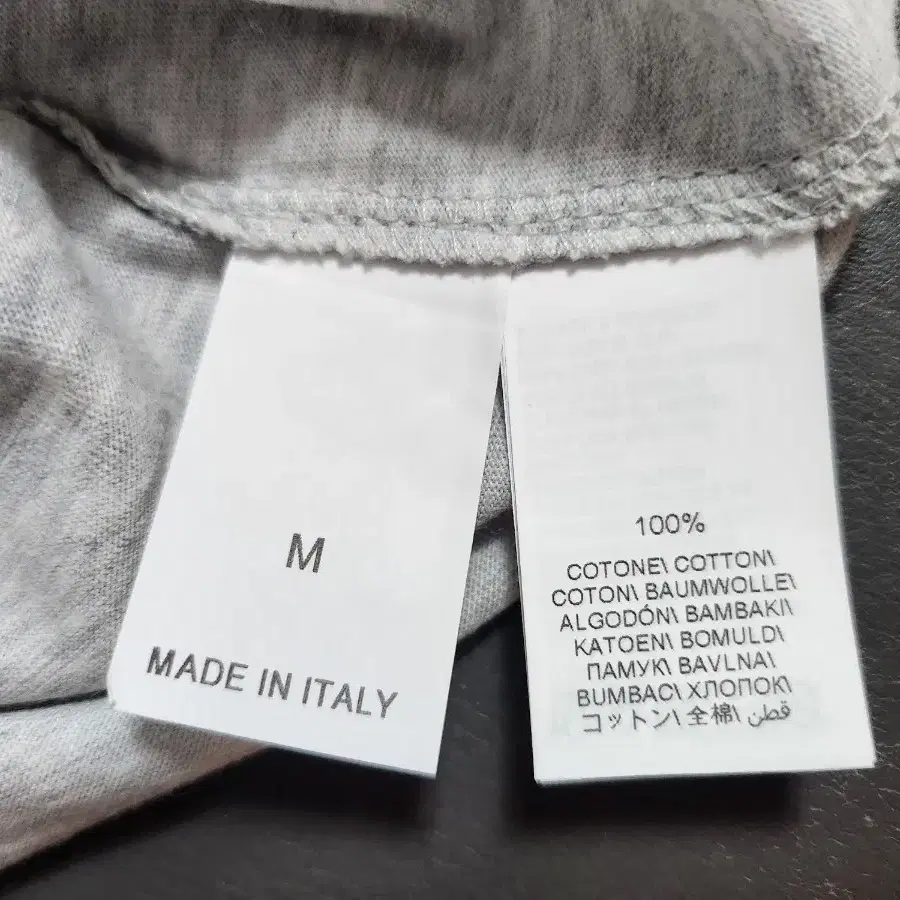 M
MADE IN ITALY
100%
COTONE\ COTTON\
COTON\ BAUMWOLLE\
ALGODÓN\ BAMBAKI\
KATOEN\ BOMULD\
ПАМУК\ BAVLNA\
BUMBAC\ ХЛОПОК\
コットン\ 全棉\ قطن